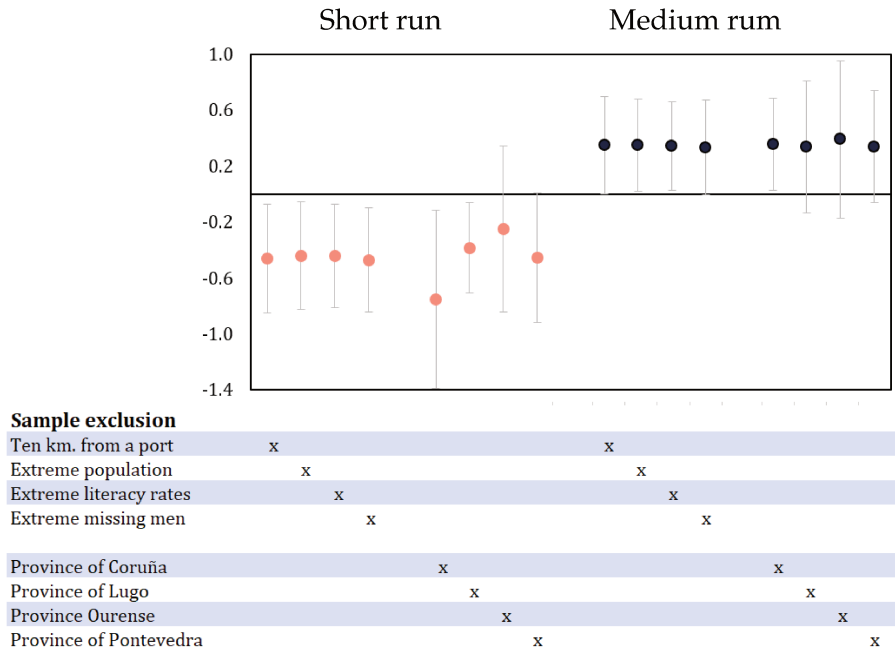 Short run Medium rum
1.0
0.6
0.2
-0.2
-0.6
-1.0
-1.4
Sample exclusion
Ten km. from a port x x
Extreme population x x
Extreme literacy rates x x
Extreme missing men x x
Province of Coruña x x
Province of Lugo x x
Province Ourense x x
Province of Pontevedra x x